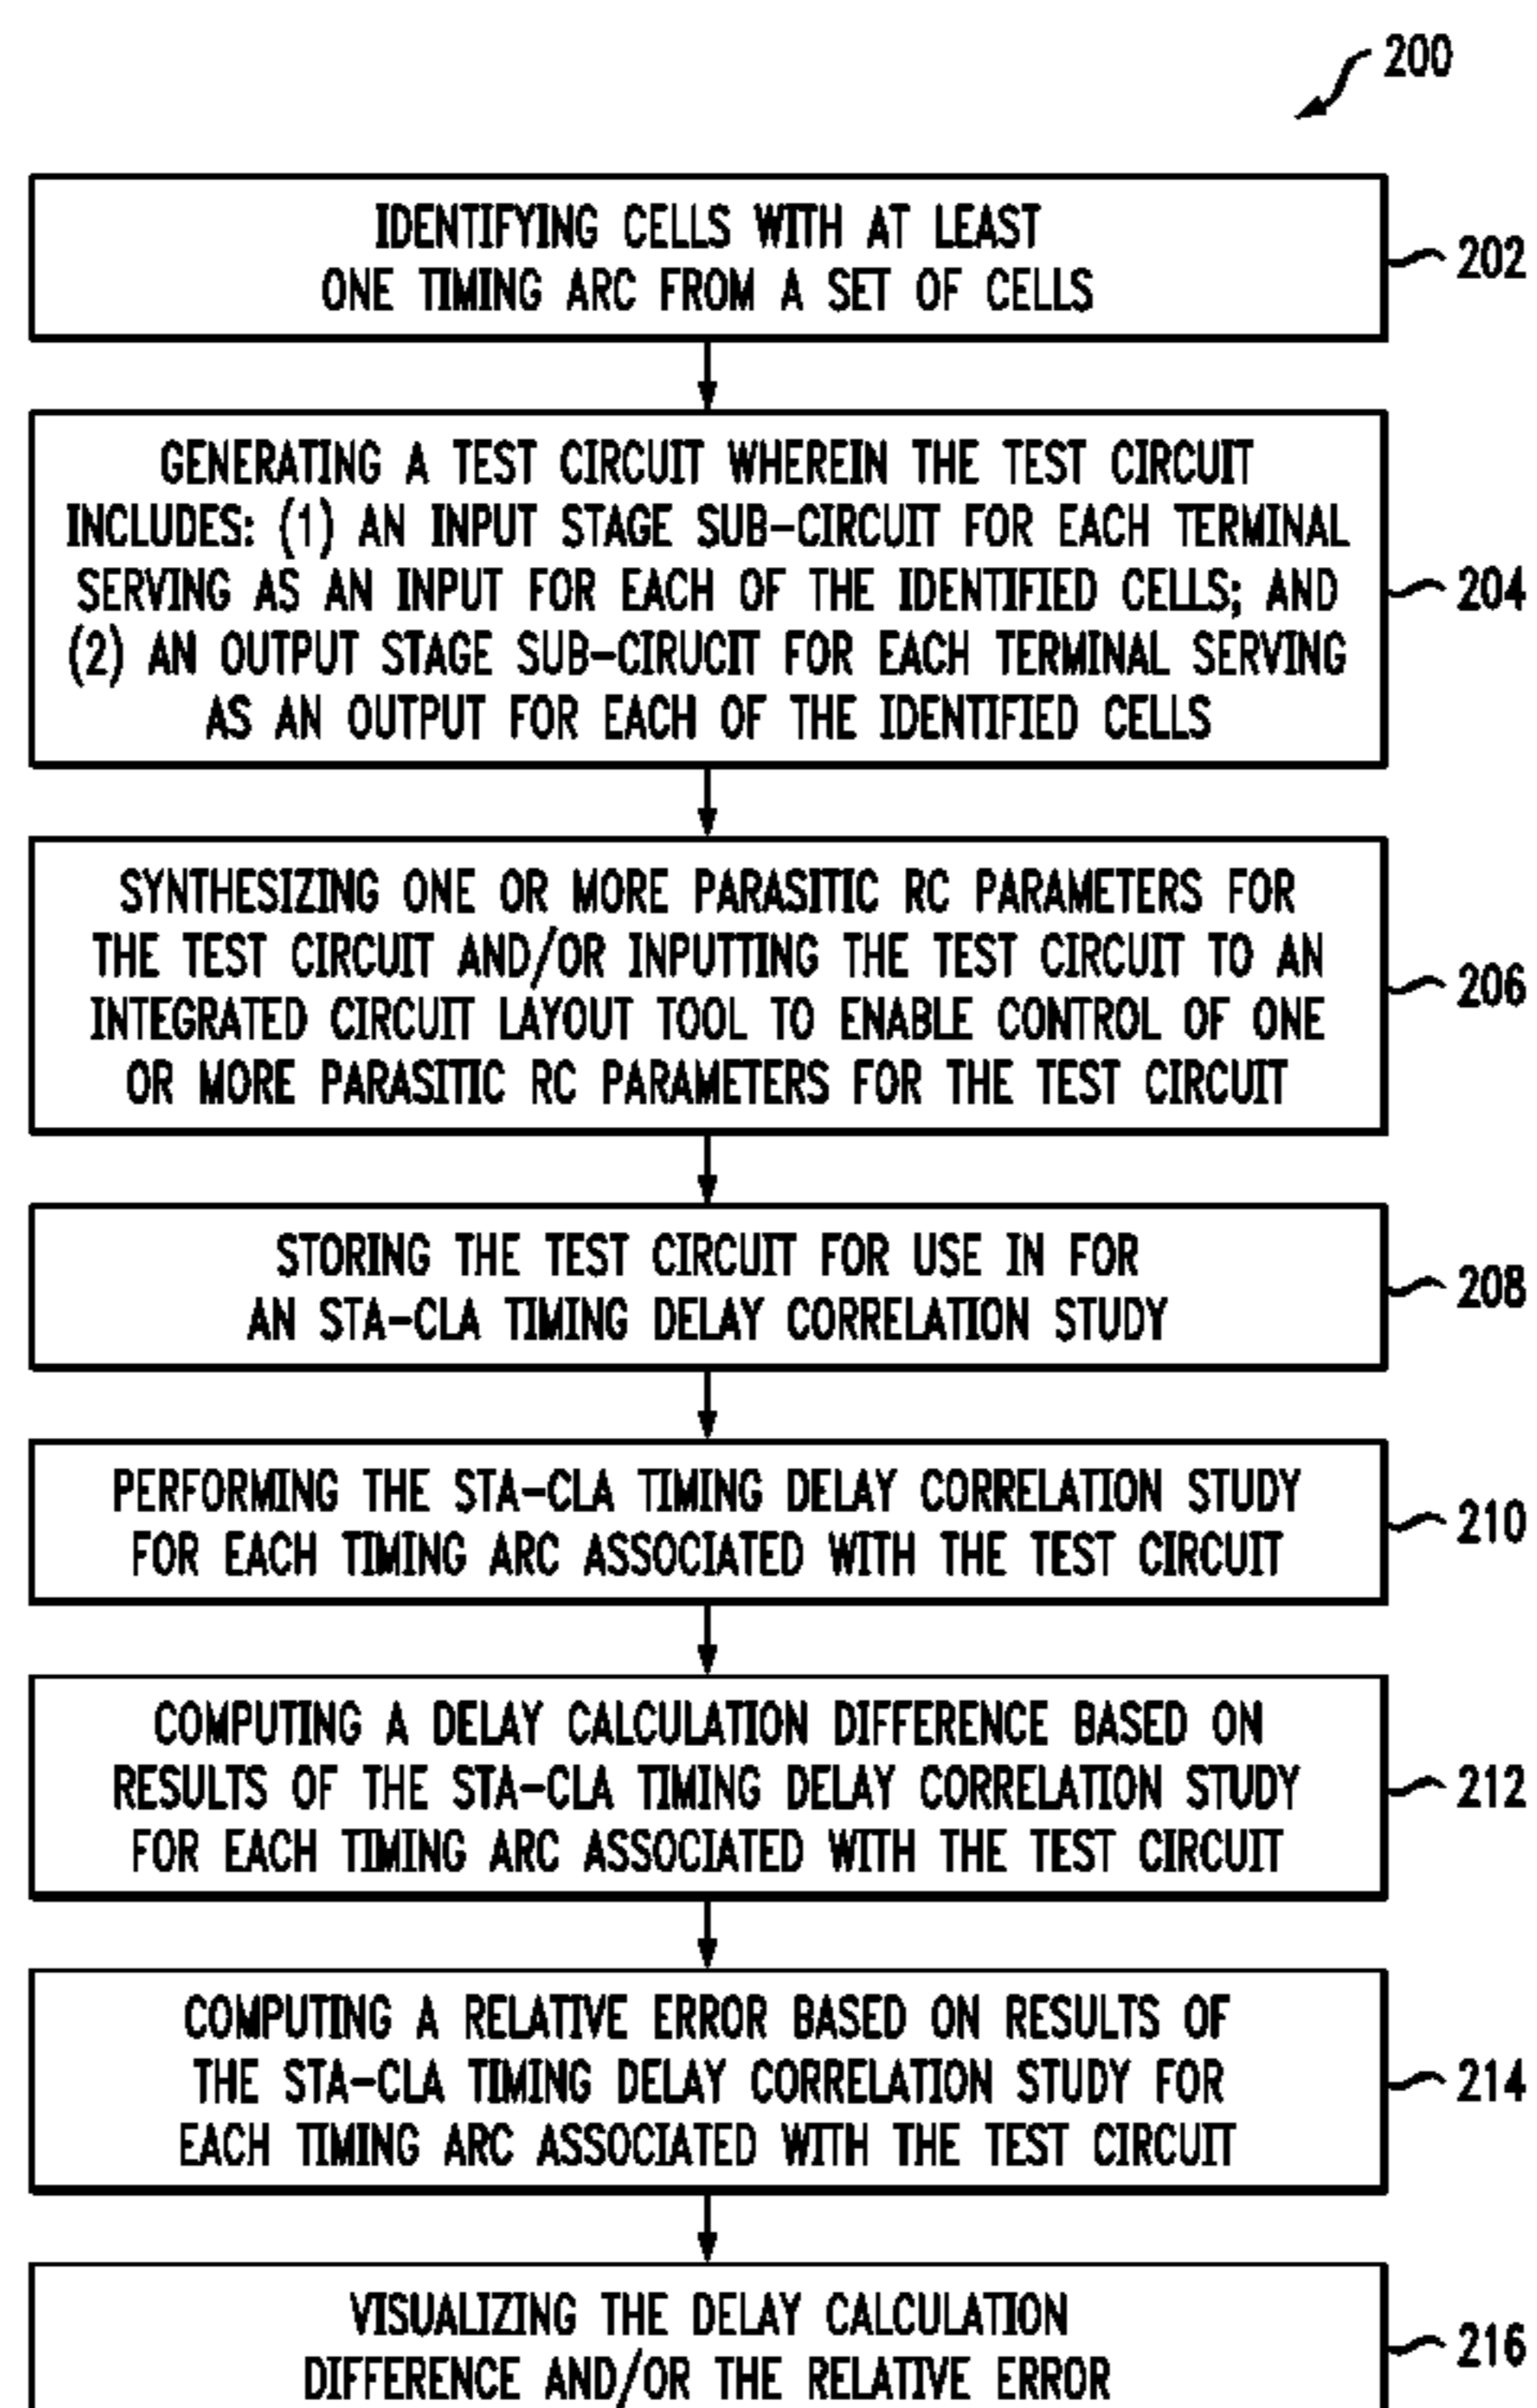 200
IDENTIFYING CELLS WITH AT LEAST
ONE TIMING ARC FROM A SET OF CELLS
202
GENERATING A TEST CIRCUIT WHEREIN THE TEST CIRCUIT
INCLUDES: (1) AN INPUT STAGE SUB-CIRCUIT FOR EACH TERMINAL
SERVING AS AN INPUT FOR EACH OF THE IDENTIFIED CELLS; AND
(2) AN OUTPUT STAGE SUB-CIRUCIT FOR EACH TERMINAL SERVING
AS AN OUTPUT FOR EACH OF THE IDENTIFIED CELLS
204
SYNTHESIZING ONE OR MORE PARASITIC RC PARAMETERS FOR
THE TEST CIRCUIT AND/OR INPUTTING THE TEST CIRCUIT TO AN
INTEGRATED CIRCUIT LAYOUT TOOL TO ENABLE CONTROL OF ONE
OR MORE PARASITIC RC PARAMETERS FOR THE TEST CIRCUIT
206
STORING THE TEST CIRCUIT FOR USE IN FOR
AN STA-CLA TIMING DELAY CORRELATION STUDY
208
PERFORMING THE STA-CLA TIMING DELAY CORRELATION STUDY
FOR EACH TIMING ARC ASSOCIATED WITH THE TEST CIRCUIT
210
COMPUTING A DELAY CALCULATION DIFFERENCE BASED ON
RESULTS OF THE STA-CLA TIMING DELAY CORRELATION STUDY
FOR EACH TIMING ARC ASSOCIATED WITH THE TEST CIRCUIT
212
COMPUTING A RELATIVE ERROR BASED ON RESULTS OF
THE STA-CLA TIMING DELAY CORRELATION STUDY FOR
EACH TIMING ARC ASSOCIATED WITH THE TEST CIRCUIT
214
VISUALIZING THE DELAY CALCULATION
DIFFERENCE AND/OR THE RELATIVE ERROR
216